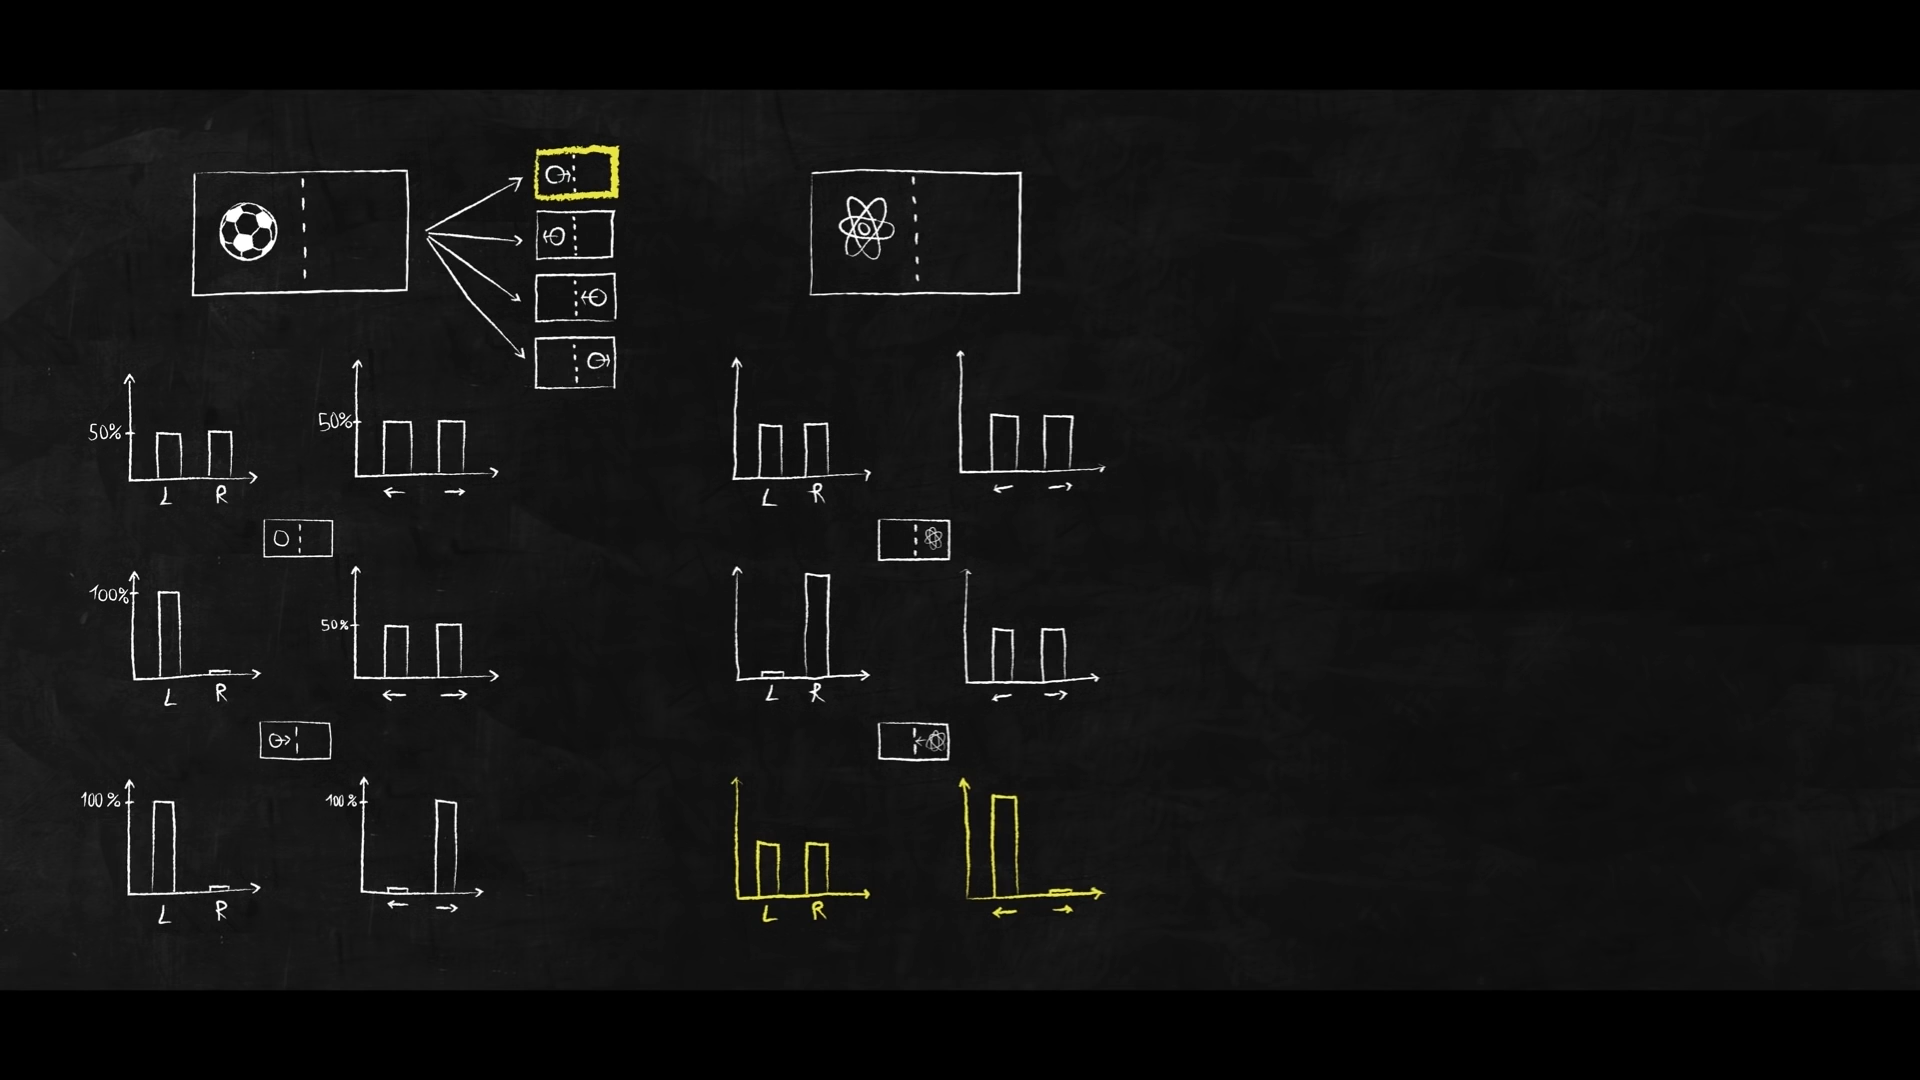 50%
L R
50%
← →
L R
← →
100%
L R
50%
← →
L R
← →
100%
L R
100%
← →
L R
← →